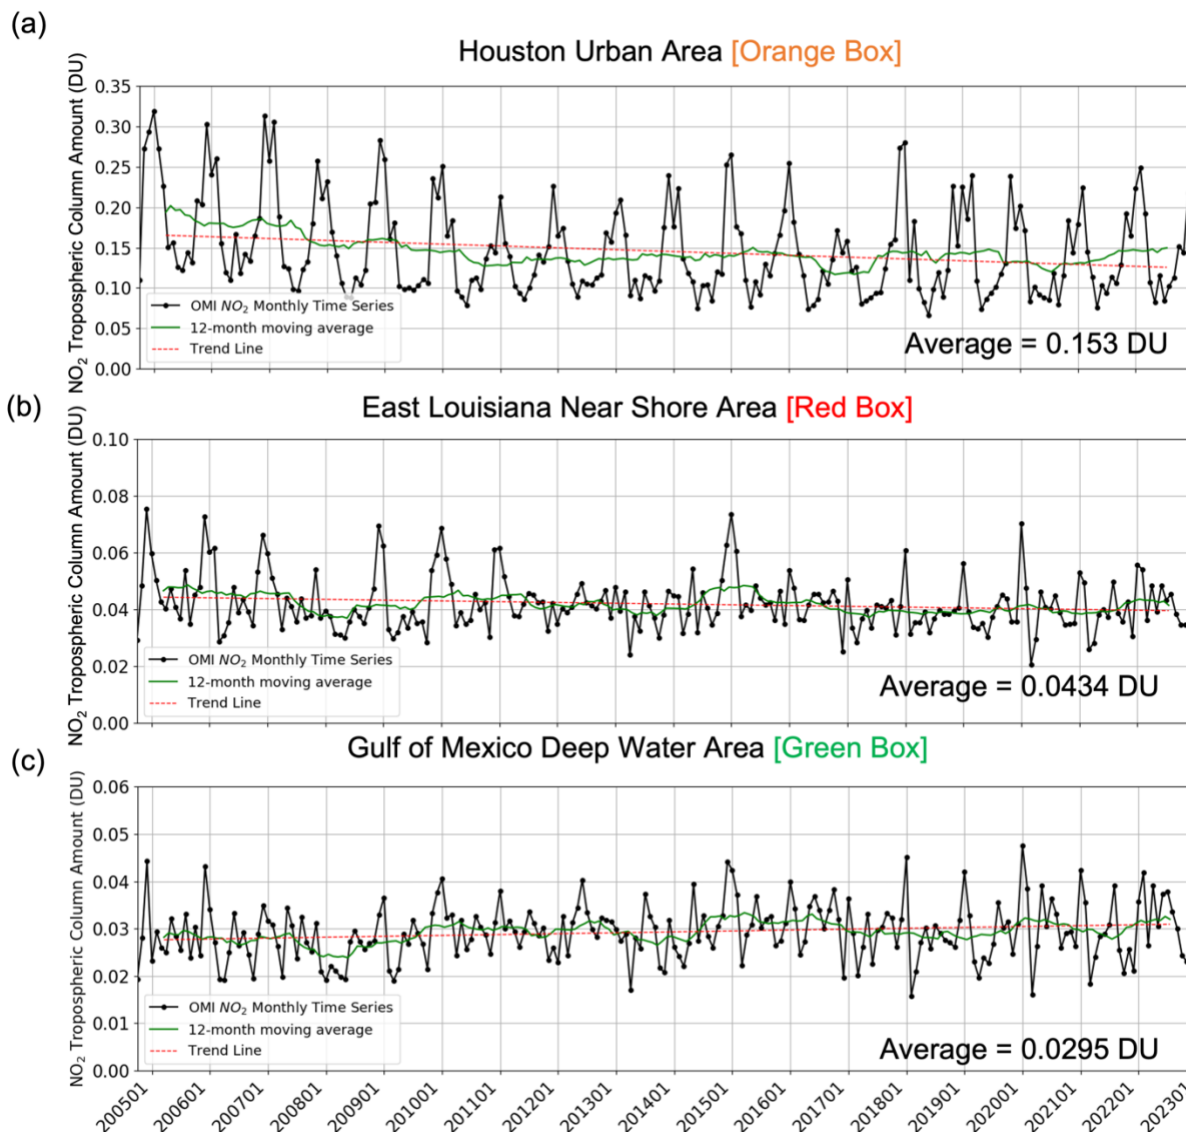 (a)
Houston Urban Area [Orange Box]
NO2 Tropospheric Column Amount (DU)
0.35
0.30
0.25
0.20
0.15
0.10
0.05
0.00
OMI NO2 Monthly Time Series
12-month moving average
Trend Line
Average = 0.153 DU
(b)
East Louisiana Near Shore Area [Red Box]
NO2 Tropospheric Column Amount (DU)
0.10
0.08
0.06
0.04
0.02
0.00
OMI NO2 Monthly Time Series
12-month moving average
Trend Line
Average = 0.0434 DU
(c)
Gulf of Mexico Deep Water Area [Green Box]
NO2 Tropospheric Column Amount (DU)
0.06
0.05
0.04
0.03
0.02
0.01
0.00
OMI NO2 Monthly Time Series
12-month moving average
Trend Line
Average = 0.0295 DU
200501
200601
200701
200801
200901
201001
201101
201201
201301
201401
201501
201601
201701
201801
201901
202001
202101
202201
202301